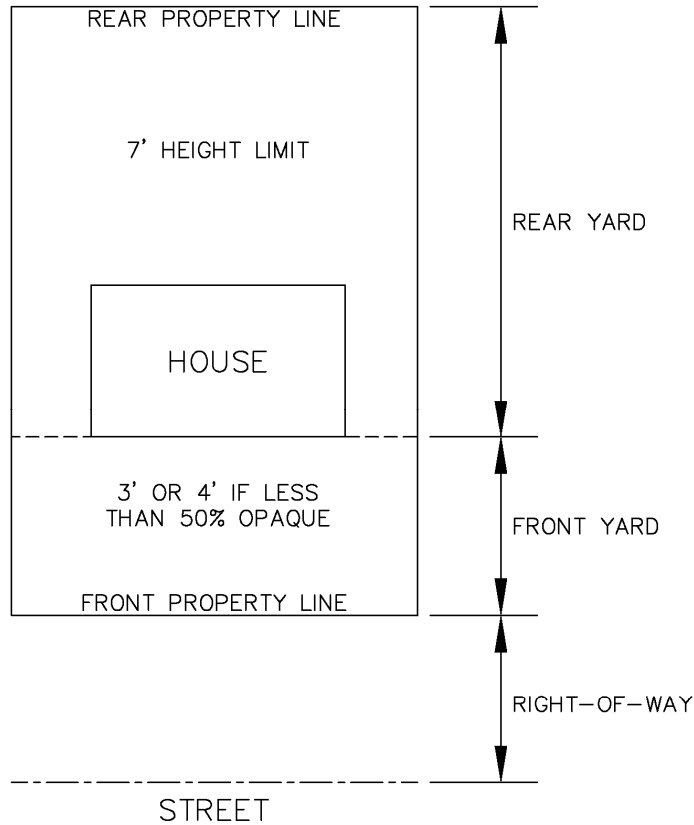 REAR PROPERTY LINE
7' HEIGHT LIMIT
REAR YARD
HOUSE
3' OR 4' IF LESS
THAN 50% OPAQUE
FRONT YARD
FRONT PROPERTY LINE
RIGHT-OF-WAY
STREET